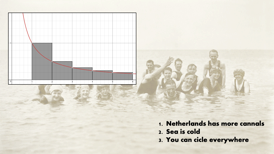 1. Netherlands has more cannals
2. Sea is cold
3. You can cicle everywhere